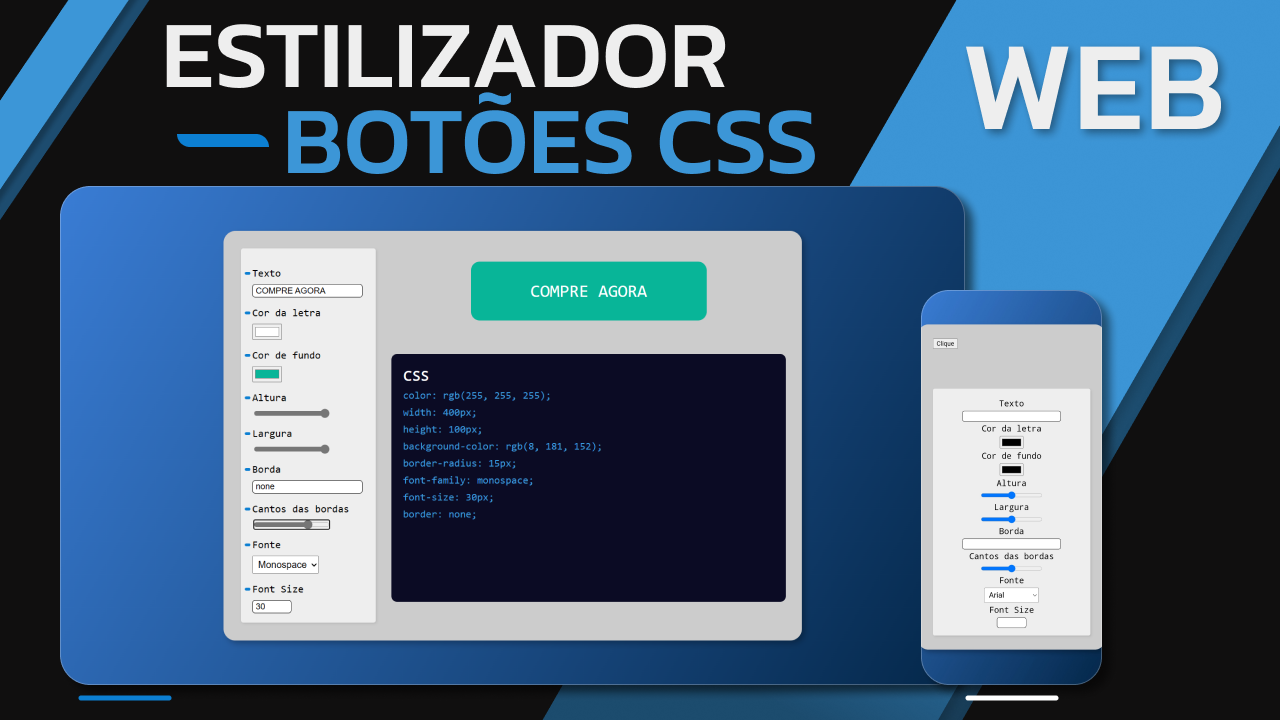 ESTILIZADOR
BOTÕES CSS
WEB
Texto
COMPRE AGORA
Cor da letra
Cor de fundo
Altura
Largura
Borda
none
Cantos das bordas
Fonte
Monospace
Font Size
30
COMPRE AGORA
CSS
color: rgb(255, 255, 255);
width: 400px;
height: 100px;
background-color: rgb(8, 181, 152);
border-radius: 15px;
font-family: monospace;
font-size: 30px;
border: none;
Clique
Texto
Cor da letra
Cor de fundo
Altura
Largura
Borda
Cantos das bordas
Fonte
Arial
Font Size